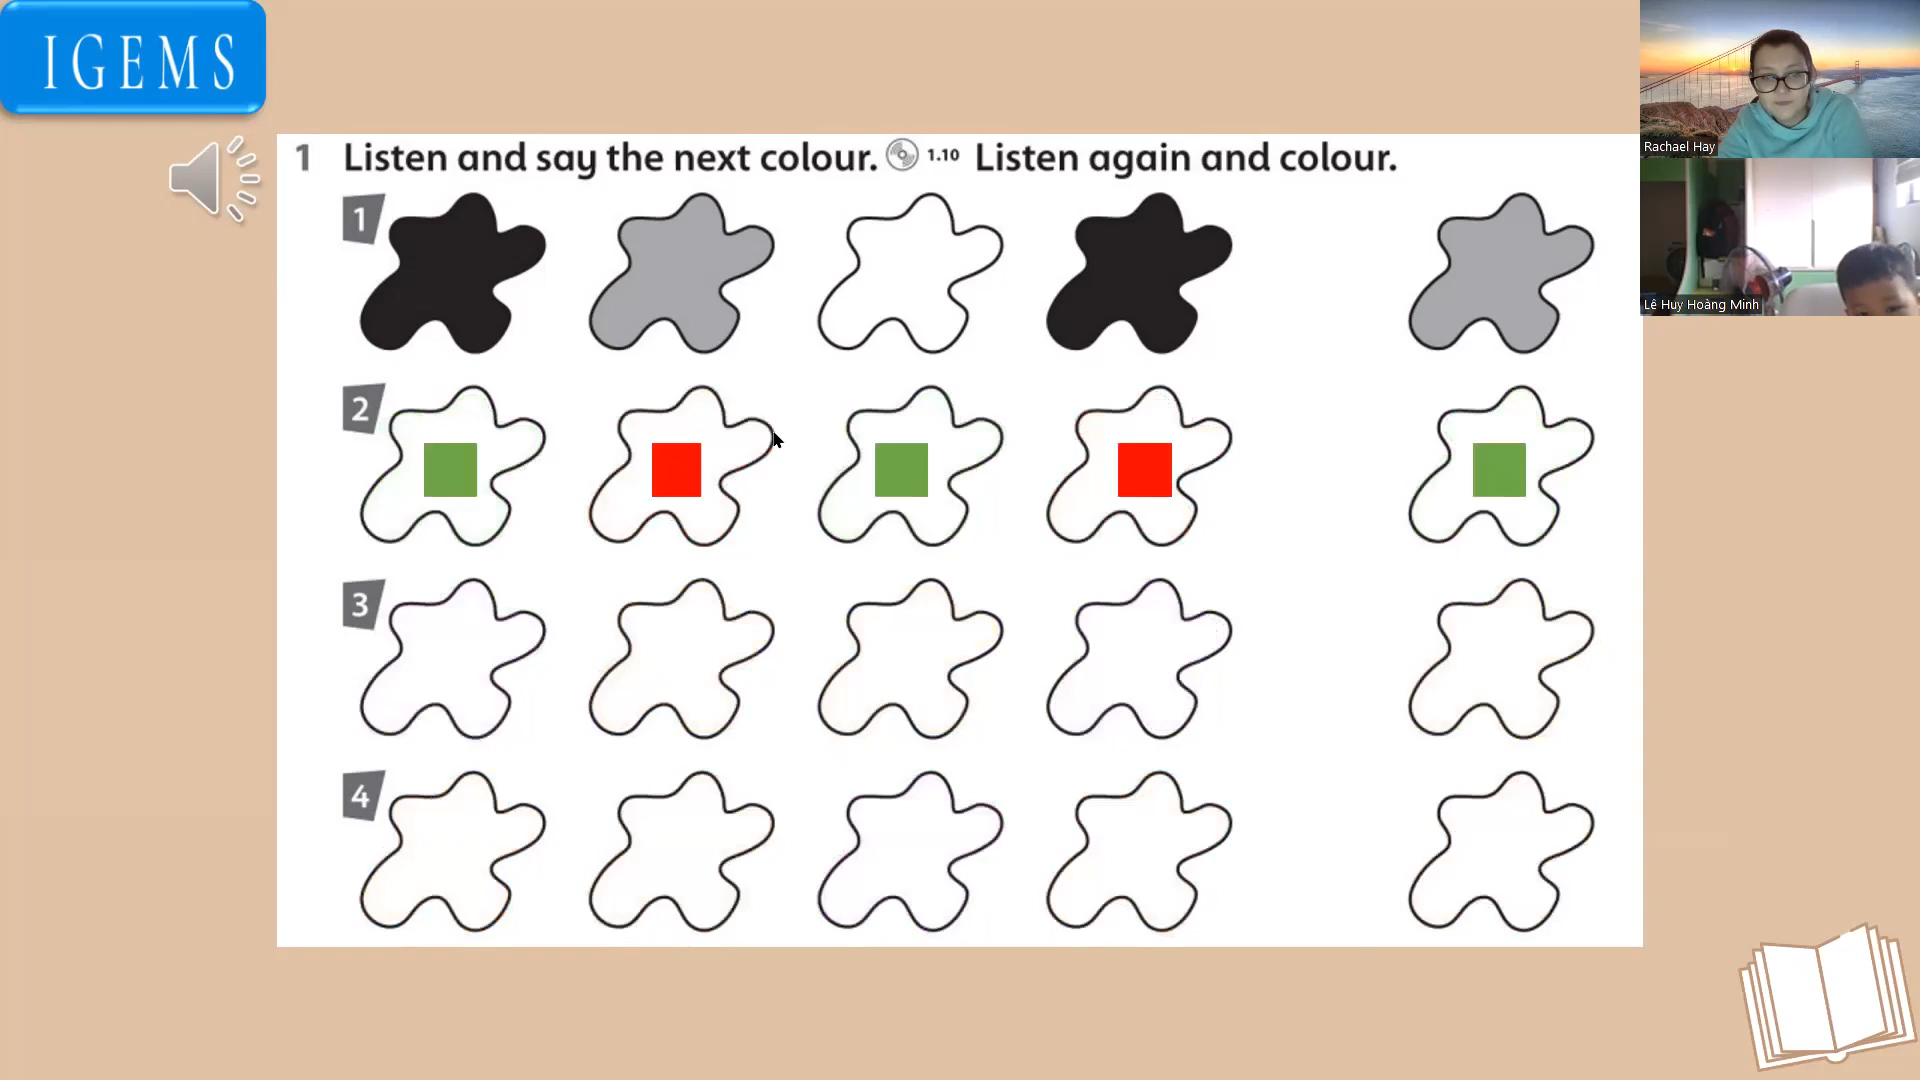 IGEMS
1 Listen and say the next colour. 1.10 Listen again and colour.
1
2
3
4
Rachael Hay
Lê Huy Hoàng Minh